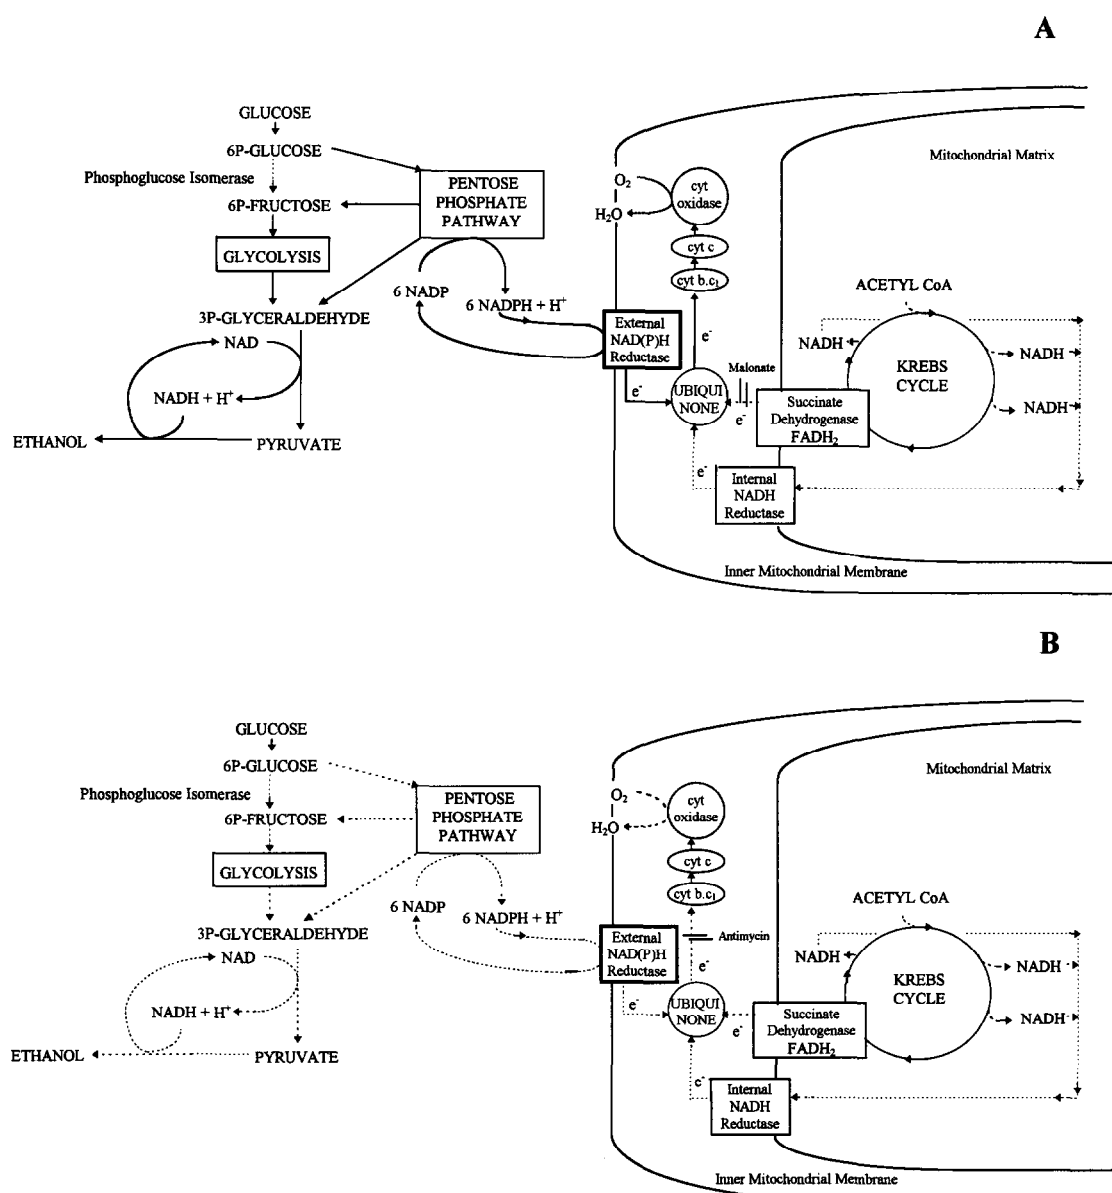 A
GLUCOSE
6P-GLUCOSE
Phosphoglucose Isomerase
6P-FRUCTOSE
GLYCOLYSIS
3P-GLYCERALDEHYDE
NAD
NADH + H⁺
ETHANOL
PYRUVATE
PENTOSE
PHOSPHATE
PATHWAY
6 NADP
6 NADPH + H⁺
O₂
H₂O
cyt
oxidase
cyt c
cyt b.c₁
e⁻
External
NAD(P)H
Reductase
e⁻
UBIQUI
NONE
Malonate
e⁻
Succinate
Dehydrogenase
FADH₂
e⁻
Internal
NADH
Reductase
Mitochondrial Matrix
ACETYL CoA
NADH
KREBS
CYCLE
NADH
NADH
Inner Mitochondrial Membrane
B
GLUCOSE
6P-GLUCOSE
Phosphoglucose Isomerase
6P-FRUCTOSE
GLYCOLYSIS
3P-GLYCERALDEHYDE
NAD
NADH + H⁺
ETHANOL
PYRUVATE
PENTOSE
PHOSPHATE
PATHWAY
6 NADP
6 NADPH + H⁺
O₂
H₂O
cyt
oxidase
cyt c
cyt b.c₁
Antimycin
e⁻
External
NAD(P)H
Reductase
e⁻
UBIQUI
NONE
e⁻
Succinate
Dehydrogenase
FADH₂
e⁻
Internal
NADH
Reductase
Mitochondrial Matrix
ACETYL CoA
NADH
KREBS
CYCLE
NADH
NADH
Inner Mitochondrial Membrane